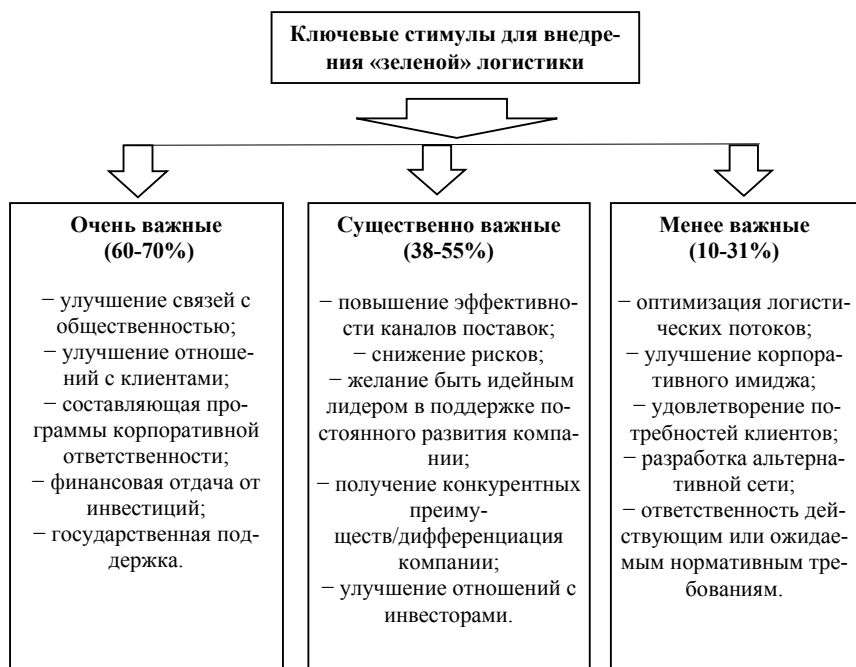 Ключевые стимулы для внедре-
ния «зеленой» логистики
Очень важные
(60-70%)
− улучшение связей с
общественностью;
− улучшение отноше-
ний с клиентами;
− составляющая про-
граммы корпоративной
ответственности;
− финансовая отдача от
инвестиций;
− государственная под-
держка.
Существенно важные
(38-55%)
− повышение эффективно-
сти каналов поставок;
− снижение рисков;
− желание быть идейным
лидером в поддержке по-
стоянного развития компа-
нии;
− получение конкурентных
преиму-
ществ/дифференциация
компании;
− улучшение отношений с
инвесторами.
Менее важные
(10-31%)
− оптимизация логисти-
ческих потоков;
− улучшение корпора-
тивного имиджа;
− удовлетворение по-
требностей клиентов;
− разработка альтерна-
тивной сети;
− ответственность дей-
ствующим или ожидае-
мым нормативным тре-
бованиям.